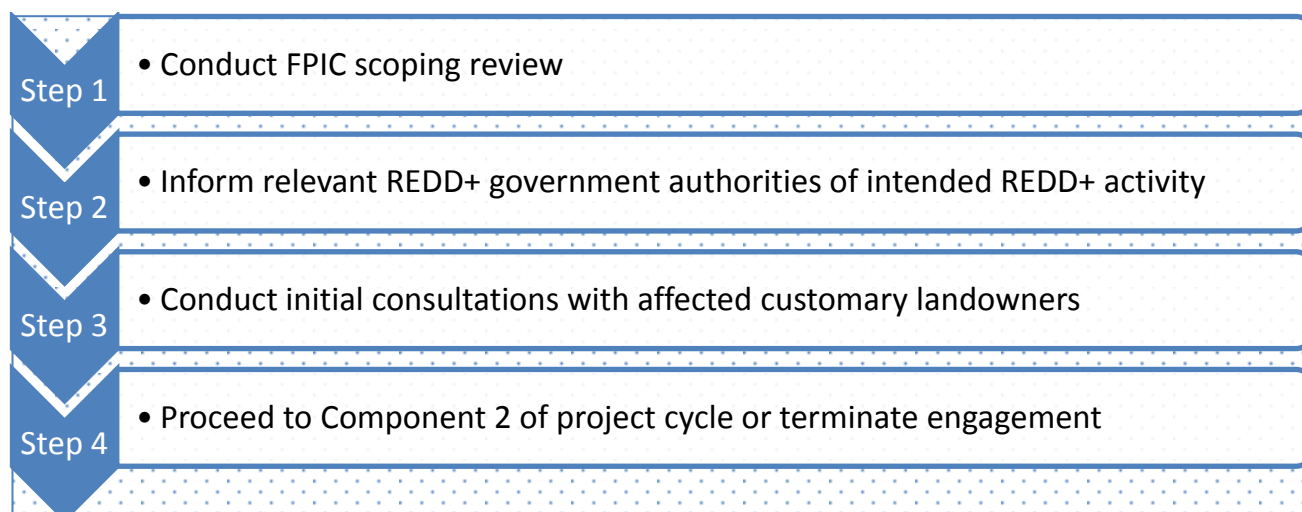 Step 1
• Conduct FPIC scoping review
Step 2
• Inform relevant REDD+ government authorities of intended REDD+ activity
Step 3
• Conduct initial consultations with affected customary landowners
Step 4
• Proceed to Component 2 of project cycle or terminate engagement